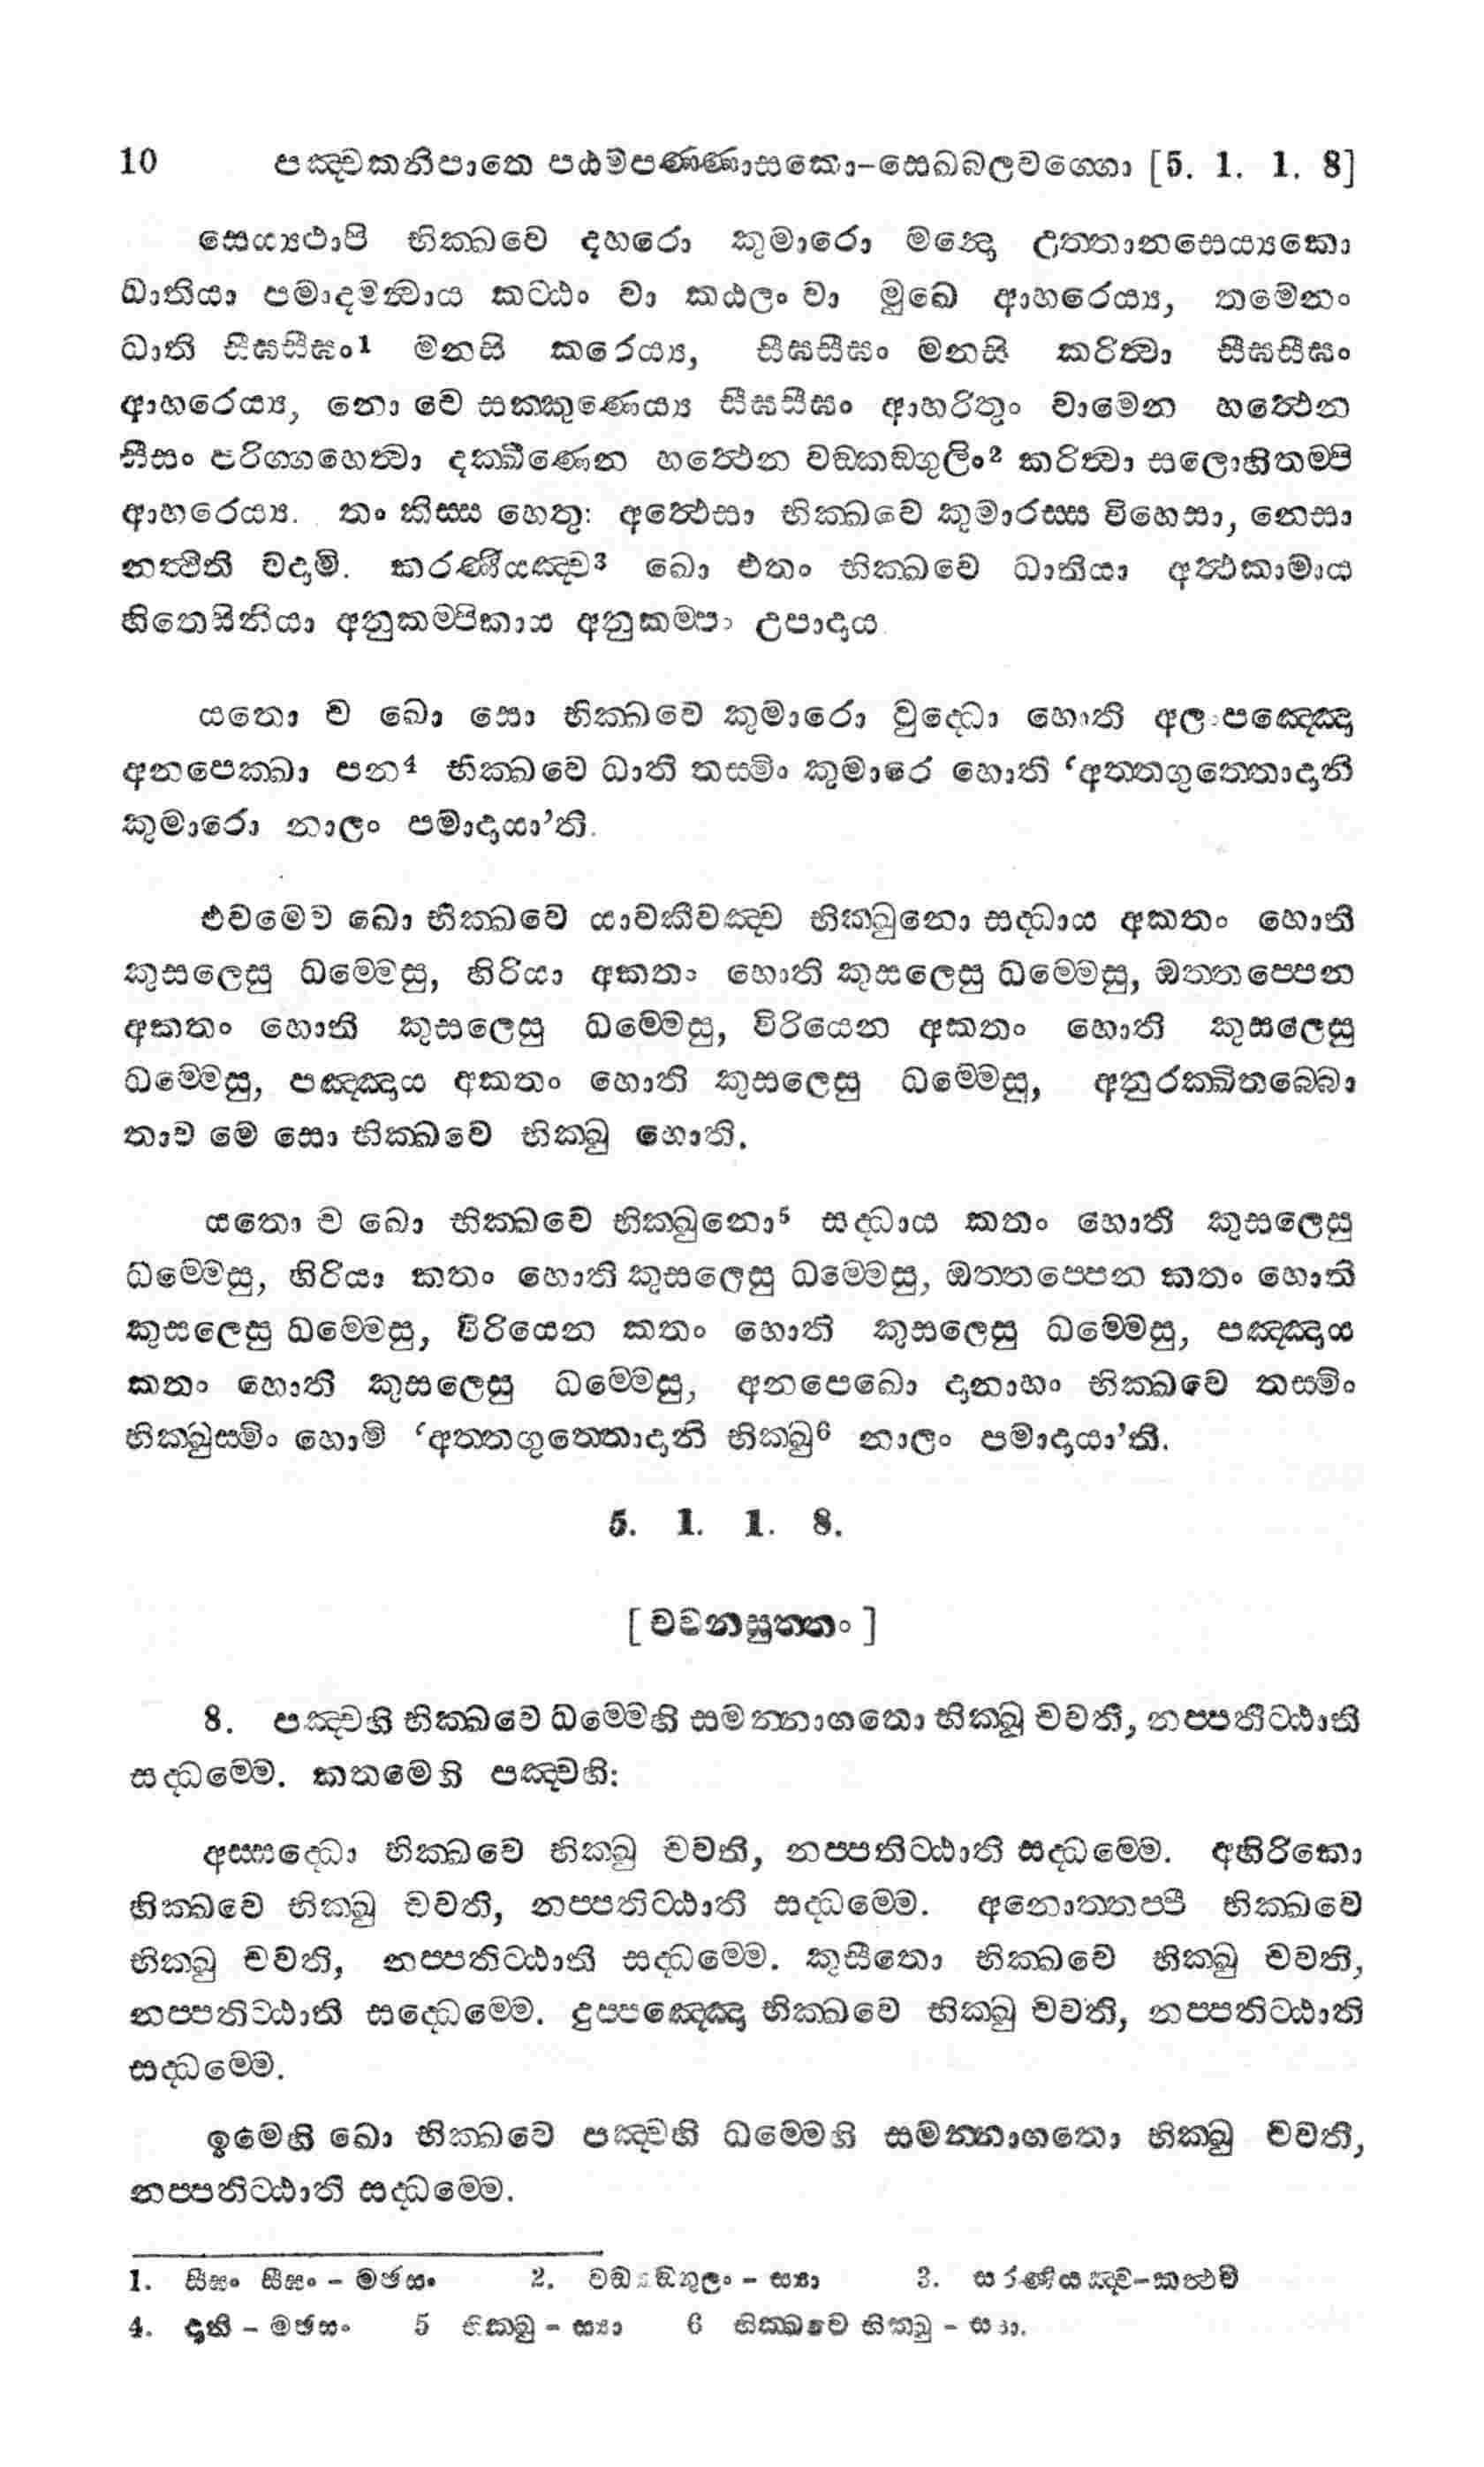 10 පඤ්චකනිපාතෙ පඨමපණ්ණාසකො-සෙඛබලවග්ගො [5. 1. 1. 8]
සෙය්‍යථාපි භික්ඛවෙ දහරො කුමාරො මන්‍දො උත්තානසෙය්‍යකො
ධාතියා පමාදමන්‍වාය කට්ඨං වා කඨලං වා මුඛෙ ආහරෙය්‍ය, තමෙනං
ධාති සීඝසීඝං1 මනසි කරෙය්‍ය, සීඝසීඝං මනසි කරිත්‍වා සීඝසීඝං
ආහරෙය්‍ය, නො චෙ සක්කුණෙය්‍ය සීඝසීඝං ආහරිතුං වාමෙන හත්‍ථෙන
සීසං පරිග්ගහෙත්‍වා දක්ඛිණෙන හත්‍ථෙන වඞ්කඞ්ගුලිං2 කරිත්‍වා සලොහිතම්පි
ආහරෙය්‍ය. තං කිස්ස හෙතු: අත්‍ථෙසා භික්ඛවෙ කුමාරස්ස විහෙසා, නෙසා
නත්‍ථීති වදාමි. කරණීයඤ්ච3 ඛො එතං භික්ඛවෙ ධාතියා අත්‍ථකාමාය
හිතෙසිනියා අනුකම්පිකාය අනුකම්පං උපාදාය
යතො ච ඛො සො භික්ඛවෙ කුමාරො වුද්ධො හොති අලංපඤ්ඤො
අනපෙක්ඛා පන4 භික්ඛවෙ ධාතී තස්මිං කුමාරෙ හොති ‘අත්තගුත්තොදානි
කුමාරො නාලං පමාදායා’ති.
එවමෙව ඛො භික්ඛවෙ යාවකීවඤ්ච භික්ඛුනො සද්ධාය අකතං හොති
කුසලෙසු ධම්මෙසු, හිරියා අකතං හොති කුසලෙසු ධම්මෙසු, ඔත්තප්පෙන
අකතං හොති කුසලෙසු ධම්මෙසු, විරියෙන අකතං හොති කුසලෙසු
ධම්මෙසු, පඤ්ඤාය අකතං හොති කුසලෙසු ධම්මෙසු, අනුරක්ඛිතබ්බො
තාව මෙ සො භික්ඛවෙ භික්ඛු හොති.
යතො ච ඛො භික්ඛවෙ භික්ඛුනො5 සද්ධාය කතං හොති කුසලෙසු
ධම්මෙසු, හිරියා කතං හොති කුසලෙසු ධම්මෙසු, ඔත්තප්පෙන කතං හොති
කුසලෙසු ධම්මෙසු, විරියෙන කතං හොති කුසලෙසු ධම්මෙසු, පඤ්ඤාය
කතං හොති කුසලෙසු ධම්මෙසු, අනපෙඛො දානාහං භික්ඛවෙ තස්මිං
භික්ඛුස්මිං හොමි ‘අත්තගුත්තොදානි භික්ඛු6 නාලං පමාදායා’ති.
5. 1. 1. 8.
[ චවනසුත්තං ]
8. පඤ්චහි භික්ඛවෙ ධම්මෙහි සමන්නාගතො භික්ඛු චවති, නප්පතිට්ඨාති
සද්ධම්මෙ. කතමෙහි පඤ්චහි:
අස්සද්ධො භික්ඛවෙ භික්ඛු චවති, නප්පතිට්ඨාති සද්ධම්මෙ. අහිරිකො
භික්ඛවෙ භික්ඛු චවති, නප්පතිට්ඨාති සද්ධම්මෙ. අනොත්තප්පී භික්ඛවෙ
භික්ඛු චවති, නප්පතිට්ඨාති සද්ධම්මෙ. කුසීතො භික්ඛවෙ භික්ඛු චවති,
නප්පතිට්ඨාති සද්ධෙම්මෙ. දුප්පඤ්ඤො භික්ඛවෙ භික්ඛු චවති, නප්පතිට්ඨාති
සද්ධම්මෙ.
ඉමෙහි ඛො භික්ඛවෙ පඤ්චහි ධම්මෙහි සමන්නාගතො භික්ඛු චවති,
නප්පතිට්ඨාති සද්ධම්මෙ.
1. සීඝං සීඝං - මඡසං 2. - ස්‍යා 3. සරණීයඤ්ච-කත්‍ථචි
4. දාති - මඡසං 5 භික්ඛු - ස්‍යා 6 භික්ඛවෙ භික්ඛු - ස්‍යා.